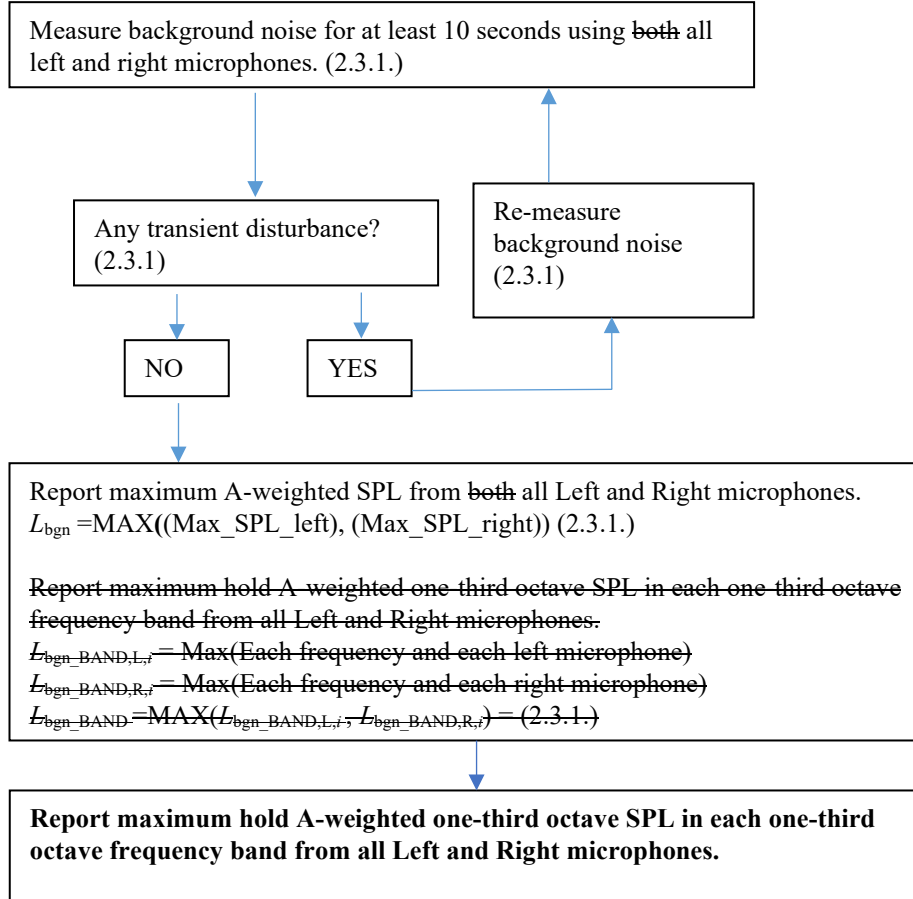 Measure background noise for at least 10 seconds using both all
left and right microphones. (2.3.1.)
Any transient disturbance?
(2.3.1)
Re-measure
background noise
(2.3.1)
NO
YES
Report maximum A-weighted SPL from both all Left and Right microphones.
Lbgn =MAX((Max_SPL_left), (Max_SPL_right)) (2.3.1.)
Report maximum hold A-weighted one-third octave SPL in each one-third octave
frequency band from all Left and Right microphones.
Lbgn_BAND,L,i = Max(Each frequency and each left microphone)
Lbgn_BAND,R,i = Max(Each frequency and each right microphone)
Lbgn_BAND =MAX(Lbgn_BAND,L,i , Lbgn_BAND,R,i) = (2.3.1.)
Report maximum hold A-weighted one-third octave SPL in each one-third
octave frequency band from all Left and Right microphones.